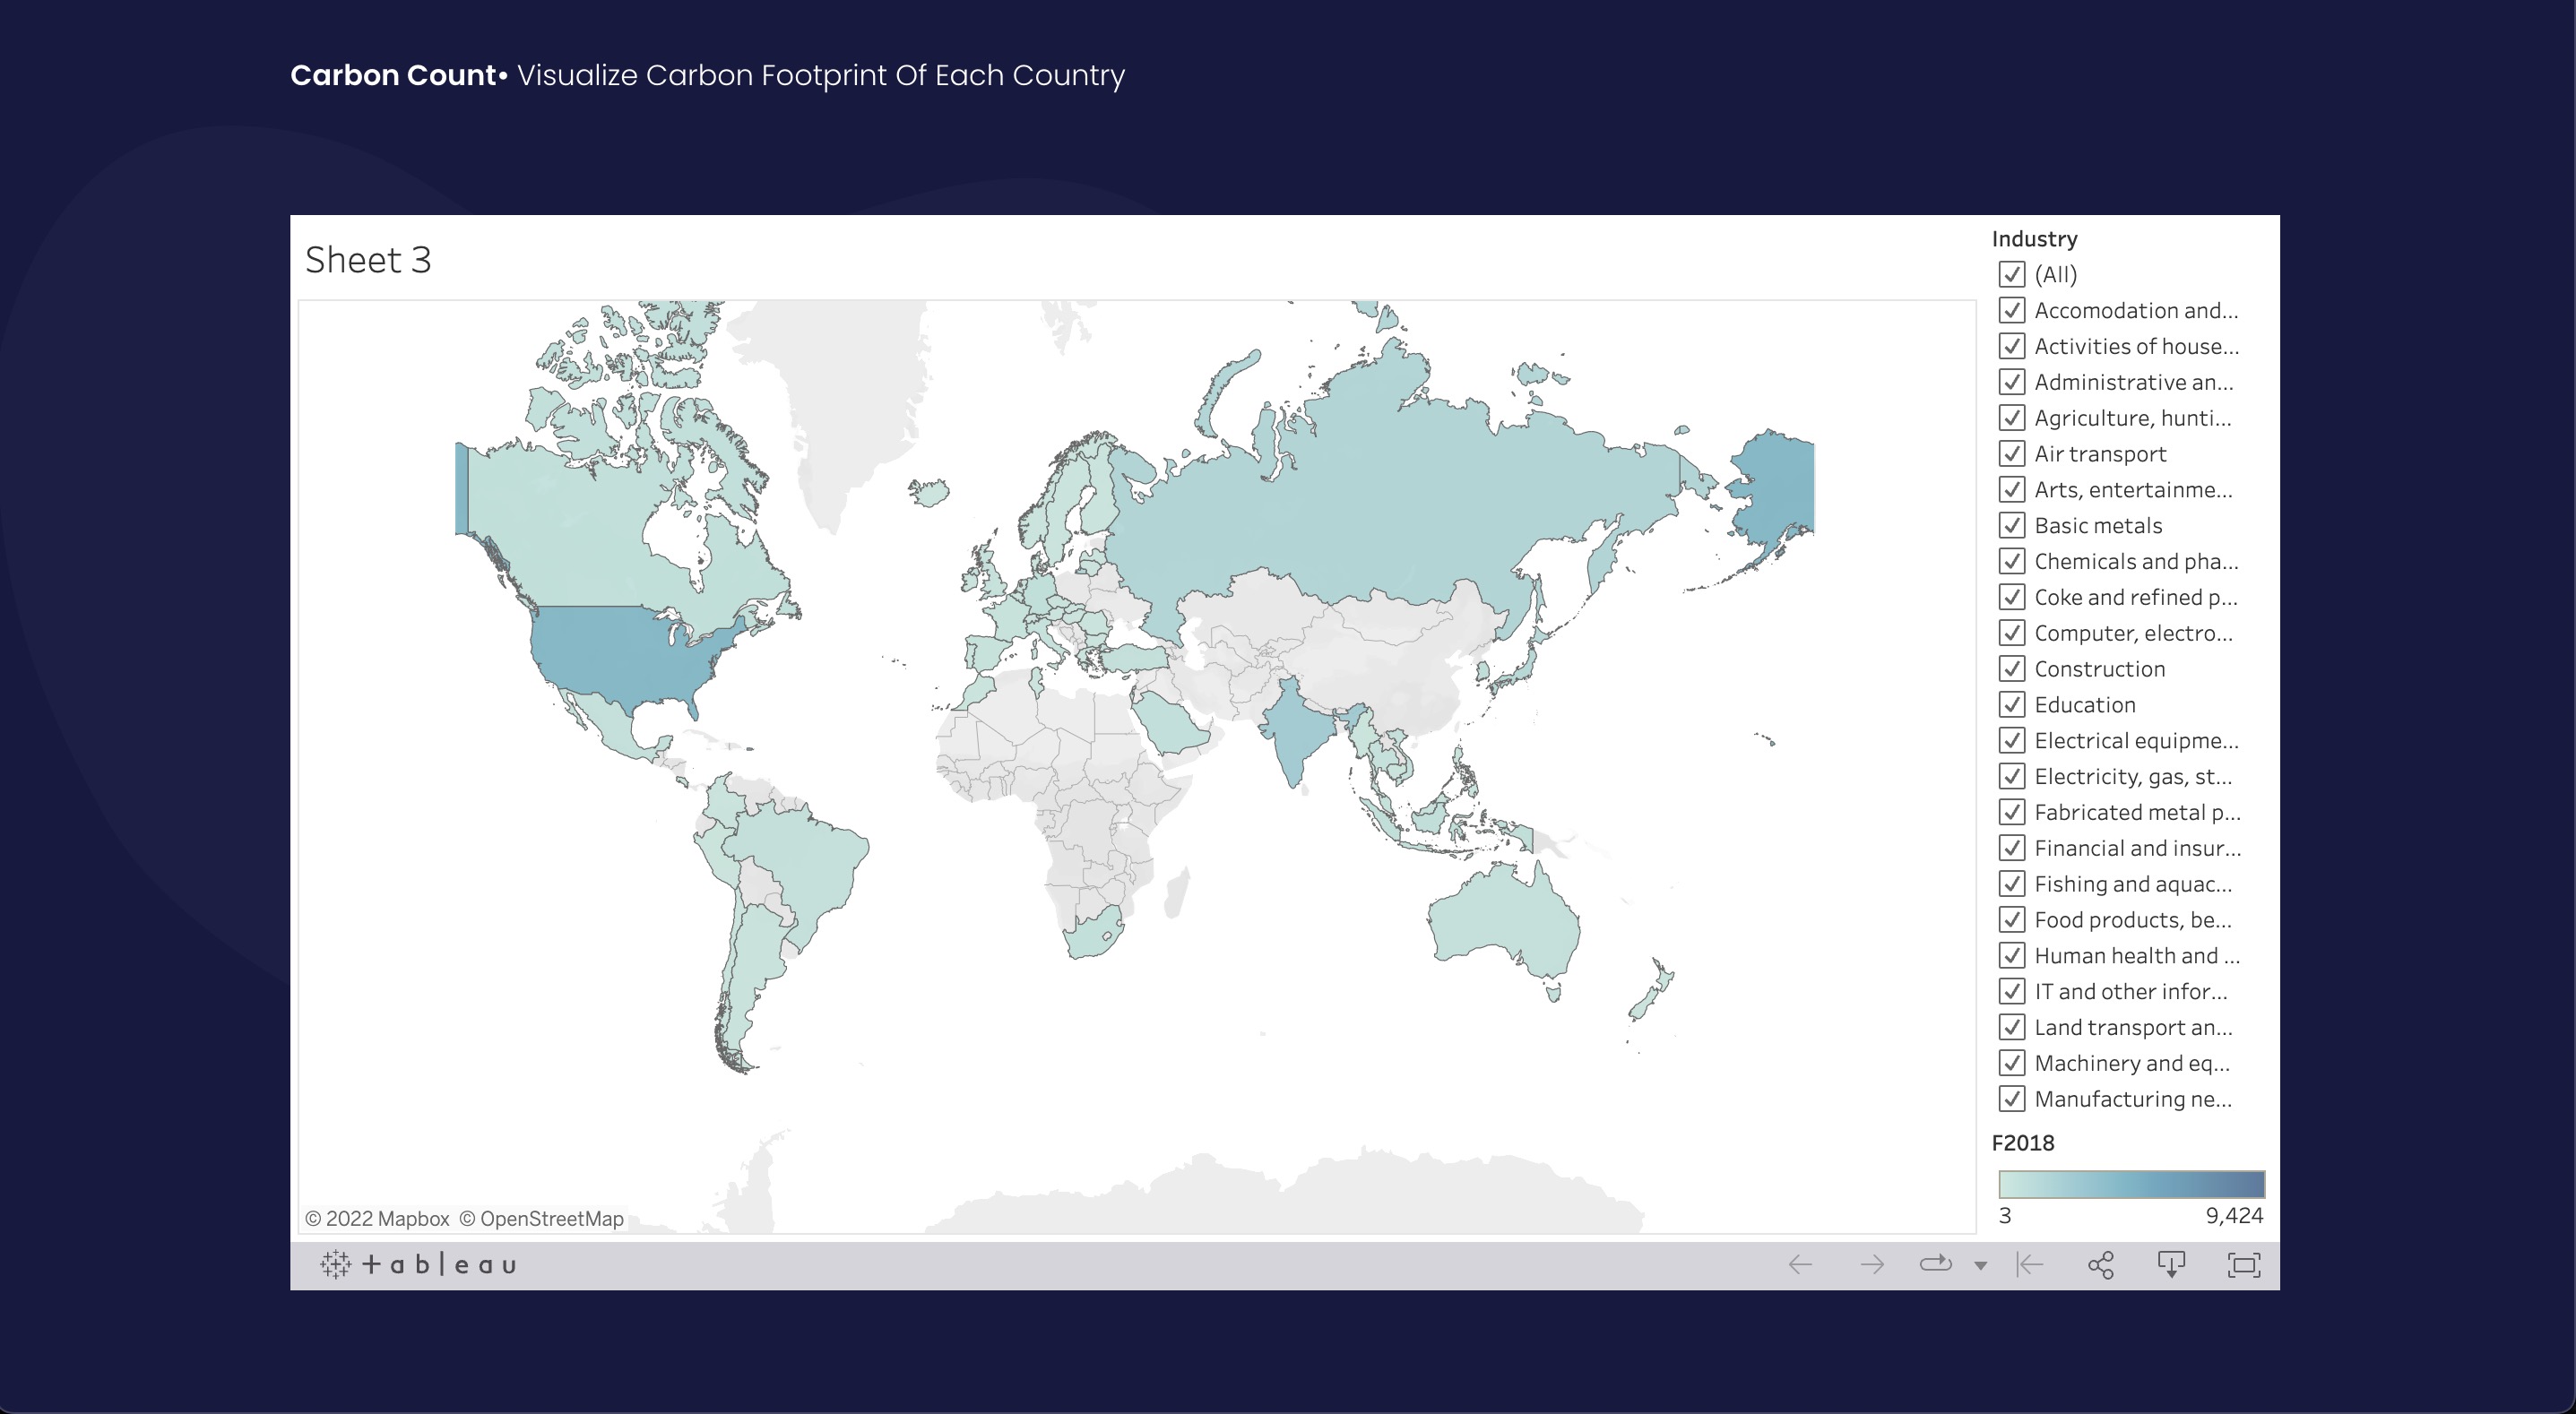 Carbon Count• Visualize Carbon Footprint Of Each Country
Sheet 3
Industry
(All)
Accomodation and...
Activities of house...
Administrative an...
Agriculture, hunti...
Air transport
Arts, entertainme...
Basic metals
Chemicals and pha...
Coke and refined p...
Computer, electro...
Construction
Education
Electrical equipme...
Electricity, gas, st...
Fabricated metal p...
Financial and insur...
Fishing and aquac...
Food products, be...
Human health and ...
IT and other infor...
Land transport an...
Machinery and eq...
Manufacturing ne...
F2018
3 9,424
© 2022 Mapbox © OpenStreetMap
+ableau